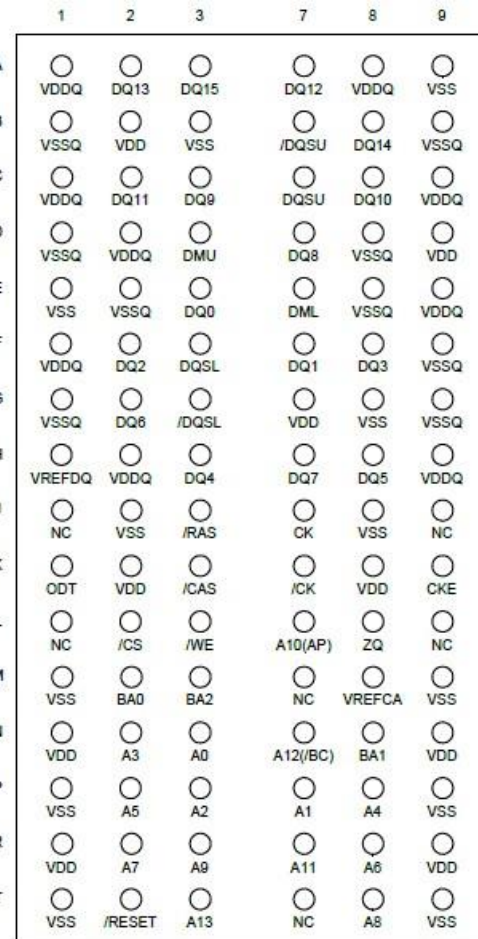 1 2 3 7 8 9
A
VDDQ DQ13 DQ15 DQ12 VDDQ VSS
B
VSSQ VDD VSS /DQSU DQ14 VSSQ
C
VDDQ DQ11 DQ9 DQSU DQ10 VDDQ
D
VSSQ VDDQ DMU DQ8 VSSQ VDD
E
VSS VSSQ DQ0 DML VSSQ VDDQ
F
VDDQ DQ2 DQSL DQ1 DQ3 VSSQ
G
VSSQ DQ6 /DQSL VDD VSS VSSQ
H
VREFDQ VDDQ DQ4 DQ7 DQ5 VDDQ
J
NC VSS /RAS CK VSS NC
K
ODT VDD /CAS /CK VDD CKE
L
NC /CS /WE A10(AP) ZQ NC
M
VSS BA0 BA2 NC VREFCA VSS
N
VDD A3 A0 A12(/BC) BA1 VDD
P
VSS A5 A2 A1 A4 VSS
R
VDD A7 A9 A11 A6 VDD
T
VSS /RESET A13 NC A8 VSS